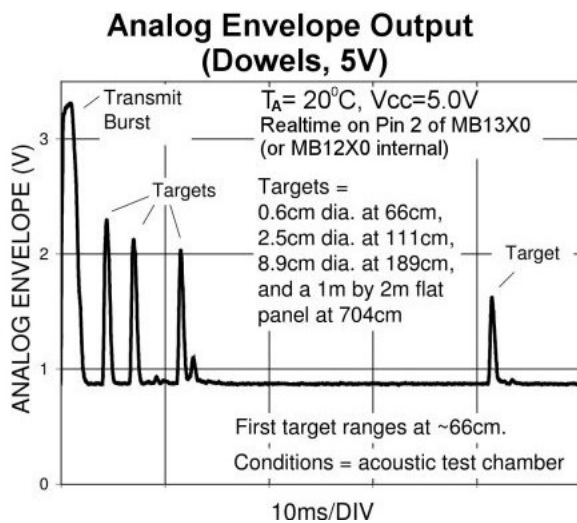 Analog Envelope Output
(Dowels, 5V)
Transmit
Burst
TA= 20⁰C, Vcc=5.0V
Realtime on Pin 2 of MB13X0
(or MB12X0 internal)
Targets
Targets =
0.6cm dia. at 66cm,
2.5cm dia. at 111cm,
8.9cm dia. at 189cm,
and a 1m by 2m flat
panel at 704cm
Target
First target ranges at ~66cm.
Conditions = acoustic test chamber
ANALOG ENVELOPE (V)
3
2
1
0
10ms/DIV